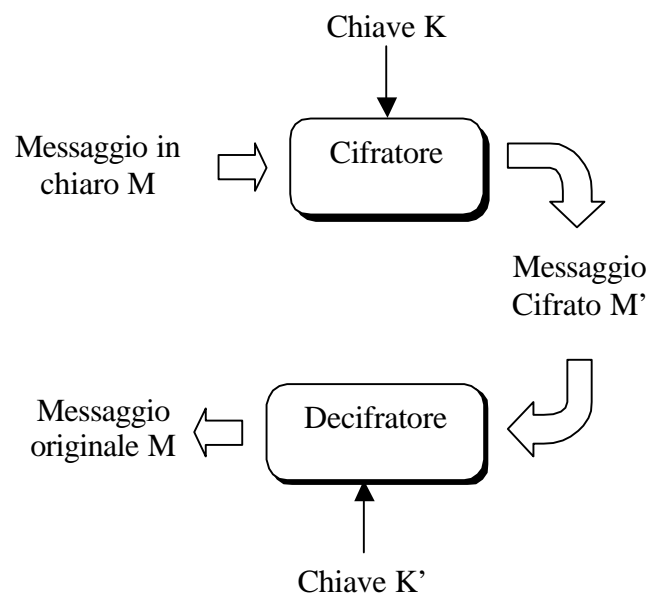 Chiave K
Messaggio in
chiaro M
Cifratore
Messaggio
Cifrato M’
Messaggio
originale M
Decifratore
Chiave K’